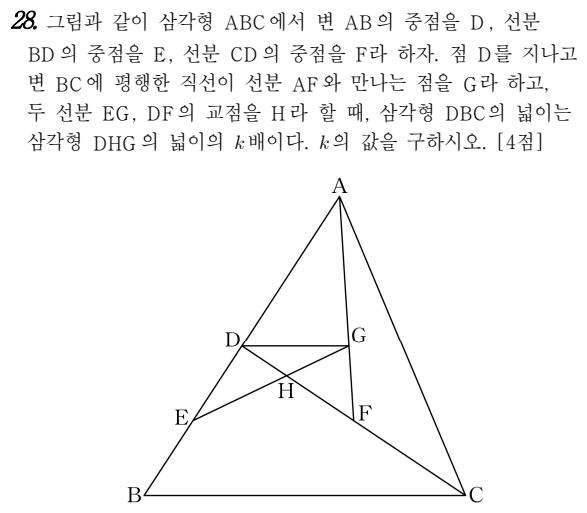 28. 그림과 같이 삼각형 ABC에서 변 AB의 중점을 D, 선분
BD의 중점을 E, 선분 CD의 중점을 F라 하자. 점 D를 지나고
변 BC에 평행한 직선이 선분 AF와 만나는 점을 G라 하고,
두 선분 EG, DF의 교점을 H라 할 때, 삼각형 DBC의 넓이는
삼각형 DHG의 넓이의 k배이다. k의 값을 구하시오. [4점]
A
D
G
H
E
F
B
C